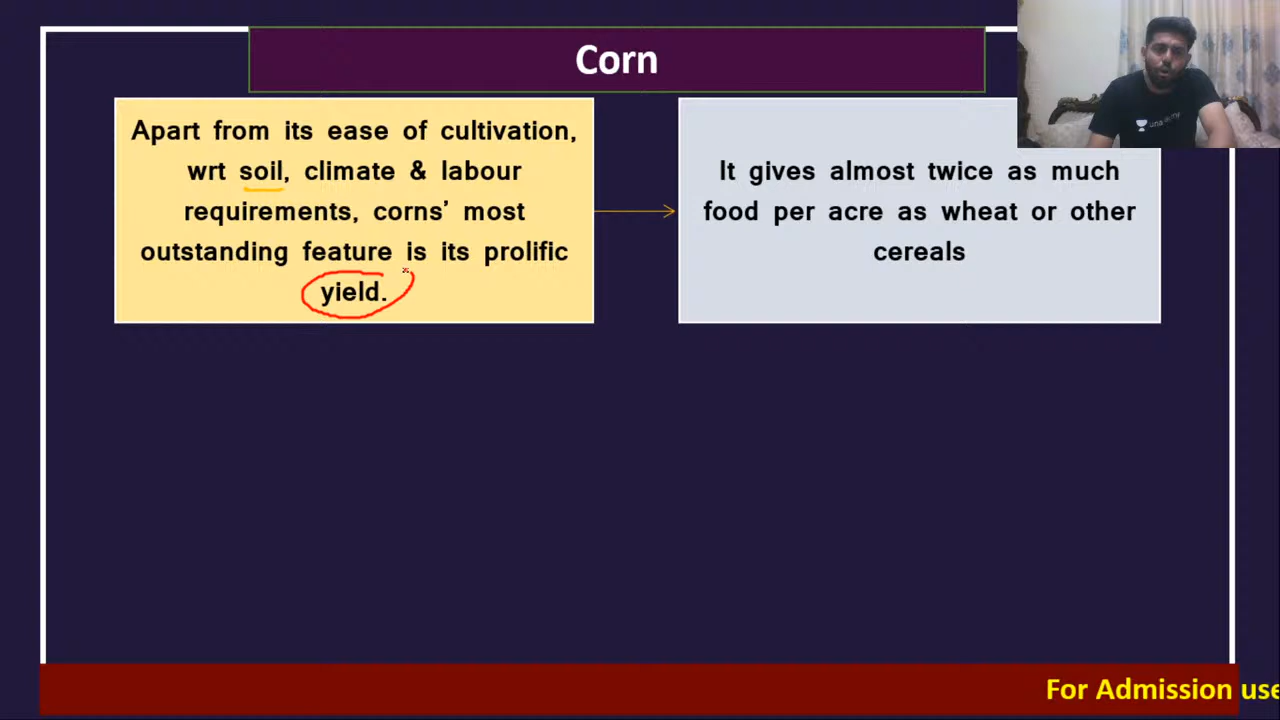 Corn
Apart from its ease of cultivation,
wrt soil, climate & labour
requirements, corns’ most
outstanding feature is its prolific
yield.
It gives almost twice as much
food per acre as wheat or other
cereals
For Admission use